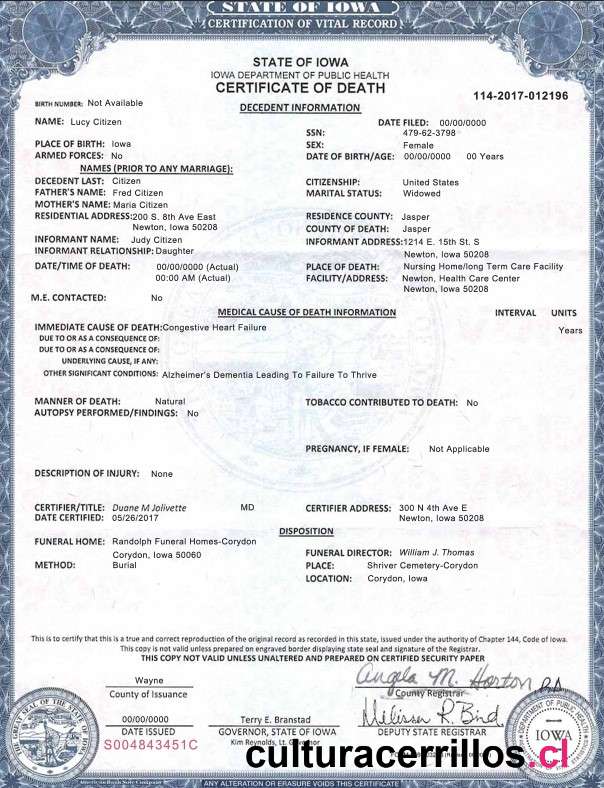 STATE OF IOWA
CERTIFICATION OF VITAL RECORD
STATE OF IOWA
IOWA DEPARTMENT OF PUBLIC HEALTH
CERTIFICATE OF DEATH
114-2017-012196
BIRTH NUMBER: Not Available
DECEDENT INFORMATION
NAME: Lucy Citizen
DATE FILED: 00/00/0000
SSN: 479-62-3798
PLACE OF BIRTH: Iowa
SEX: Female
ARMED FORCES: No
DATE OF BIRTH/AGE: 00/00/0000 00 Years
NAMES (PRIOR TO ANY MARRIAGE):
DECEDENT LAST: Citizen
CITIZENSHIP: United States
FATHER'S NAME: Fred Citizen
MARITAL STATUS: Widowed
MOTHER'S NAME: Maria Citizen
RESIDENTIAL ADDRESS:200 S. 8th Ave East
Newton, Iowa 50208
RESIDENCE COUNTY: Jasper
COUNTY OF DEATH: Jasper
INFORMANT NAME: Judy Citizen
INFORMANT ADDRESS:1214 E. 15th St. S
Newton, Iowa 50208
INFORMANT RELATIONSHIP:Daughter
DATE/TIME OF DEATH: 00/00/0000 (Actual)
00:00 AM (Actual)
PLACE OF DEATH: Nursing Home/long Term Care Facility
FACILITY/ADDRESS: Newton, Health Care Center
Newton, Iowa 50208
M.E. CONTACTED: No
MEDICAL CAUSE OF DEATH INFORMATION
INTERVAL UNITS
IMMEDIATE CAUSE OF DEATH:Congestive Heart Failure
Years
DUE TO OR AS A CONSEQUENCE OF:
DUE TO OR AS A CONSEQUENCE OF:
UNDERLYING CAUSE, IF ANY:
OTHER SIGNIFICANT CONDITIONS: Alzheimer's Dementia Leading To Failure To Thrive
MANNER OF DEATH: Natural
TOBACCO CONTRIBUTED TO DEATH: No
AUTOPSY PERFORMED/FINDINGS: No
PREGNANCY, IF FEMALE: Not Applicable
DESCRIPTION OF INJURY: None
CERTIFIER/TITLE: Duane M Jolivette MD
CERTIFIER ADDRESS: 300 N 4th Ave E
Newton, Iowa 50208
DATE CERTIFIED: 05/26/2017
DISPOSITION
FUNERAL HOME: Randolph Funeral Homes-Corydon
Corydon, Iowa 50060
FUNERAL DIRECTOR: William J. Thomas
METHOD: Burial
PLACE: Shriver Cemetery-Corydon
LOCATION: Corydon, Iowa
This is to certify that this is a true and correct reproduction of the original record as recorded in this state, issued under the authority of Chapter 144, Code of Iowa.
This copy is not valid unless prepared on engraved border displaying state seal and signature of the Registrar.
THIS COPY NOT VALID UNLESS UNALTERED AND PREPARED ON CERTIFIED SECURITY PAPER
Wayne
County of Issuance
Angela M. Horton
County Registrar
00/00/0000
DATE ISSUED
Terry E. Branstad
GOVERNOR, STATE OF IOWA
Kim Reynolds, Lt. Governor
Melissa R. Bird
DEPUTY STATE REGISTRAR
S004843451C
culturacerrillos.cl
THE GREAT SEAL OF THE STATE OF IOWA
DEPARTMENT OF PUBLIC HEALTH
IOWA
ANY ALTERATION OR ERASURE VOIDS THIS CERTIFICATE